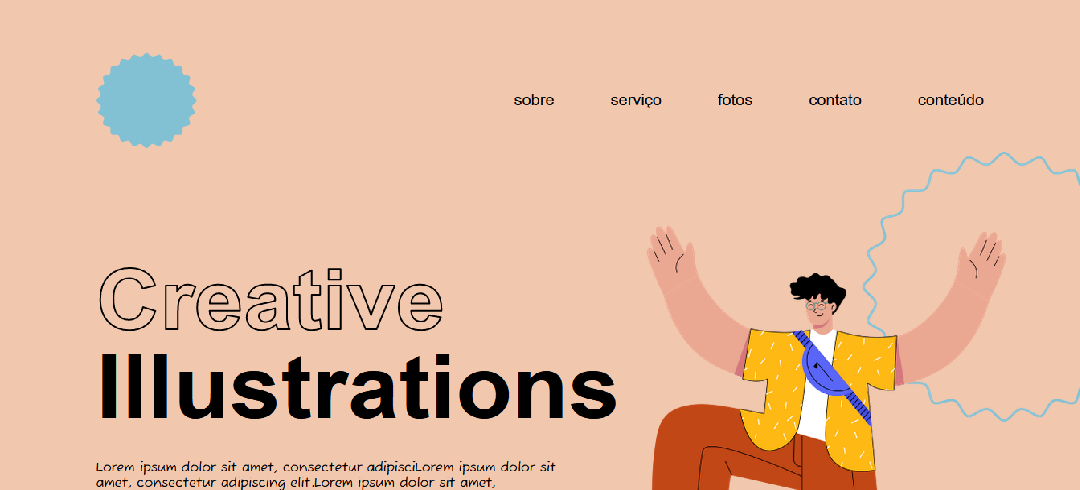 sobre serviço fotos contato conteúdo
Creative
Illustrations
Lorem ipsum dolor sit amet, consectetur adipisciLorem ipsum dolor sit
amet, consectetur adipiscing elit.Lorem ipsum dolor sit amet,